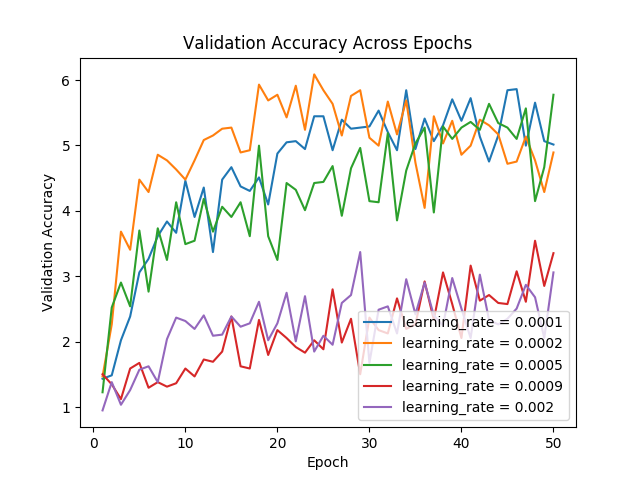 Validation Accuracy Across Epochs
6
5
4
3
2
1
Validation Accuracy
learning_rate = 0.0001
learning_rate = 0.0002
learning_rate = 0.0005
learning_rate = 0.0009
learning_rate = 0.002
0 10 20 30 40 50
Epoch